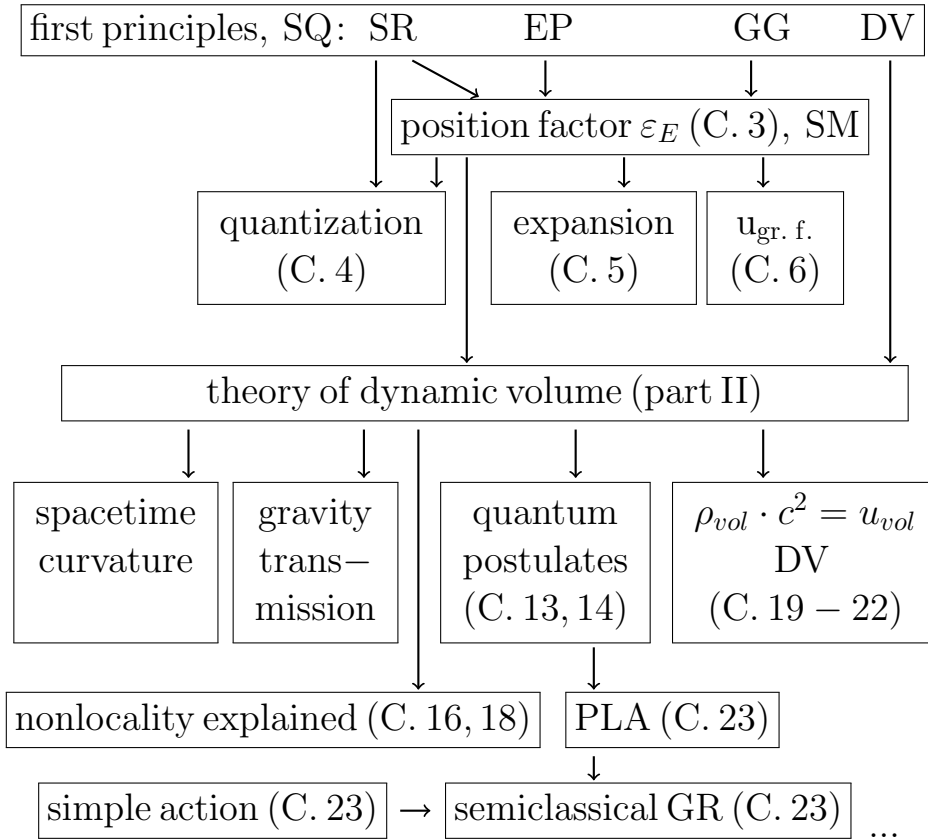 first principles, SQ: SR EP GG DV
position factor ε_E (C. 3), SM
quantization
(C. 4)
expansion
(C. 5)
u_gr. f.
(C. 6)
theory of dynamic volume (part II)
spacetime
curvature
gravity
trans−
mission
quantum
postulates
(C. 13, 14)
ρ_vol · c² = u_vol
DV
(C. 19 − 22)
nonlocality explained (C. 16, 18)
PLA (C. 23)
simple action (C. 23) → semiclassical GR (C. 23) ...